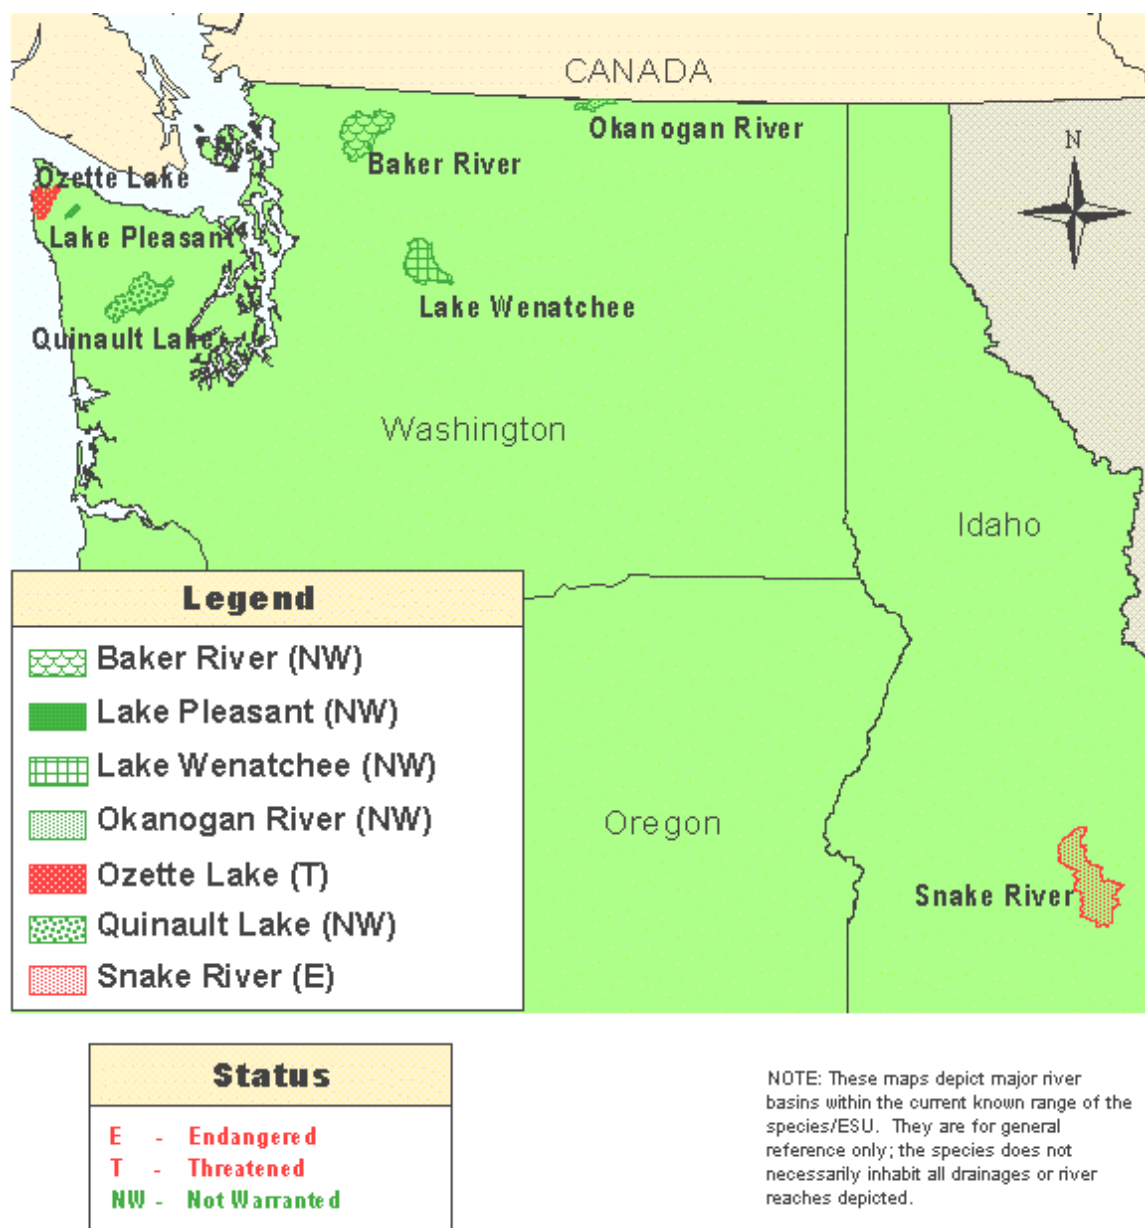 CANADA
Okanogan River
Baker River
N
Ozette Lake
Lake Pleasant
Lake Wenatchee
Quinault Lake
Washington
Idaho
Oregon
Snake River
Legend
Baker River (NW)
Lake Pleasant (NW)
Lake Wenatchee (NW)
Okanogan River (NW)
Ozette Lake (T)
Quinault Lake (NW)
Snake River (E)
Status
E - Endangered
T - Threatened
NW - Not Warranted
NOTE: These maps depict major river
basins within the current known range of the
species/ESU. They are for general
reference only; the species does not
necessarily inhabit all drainages or river
reaches depicted.